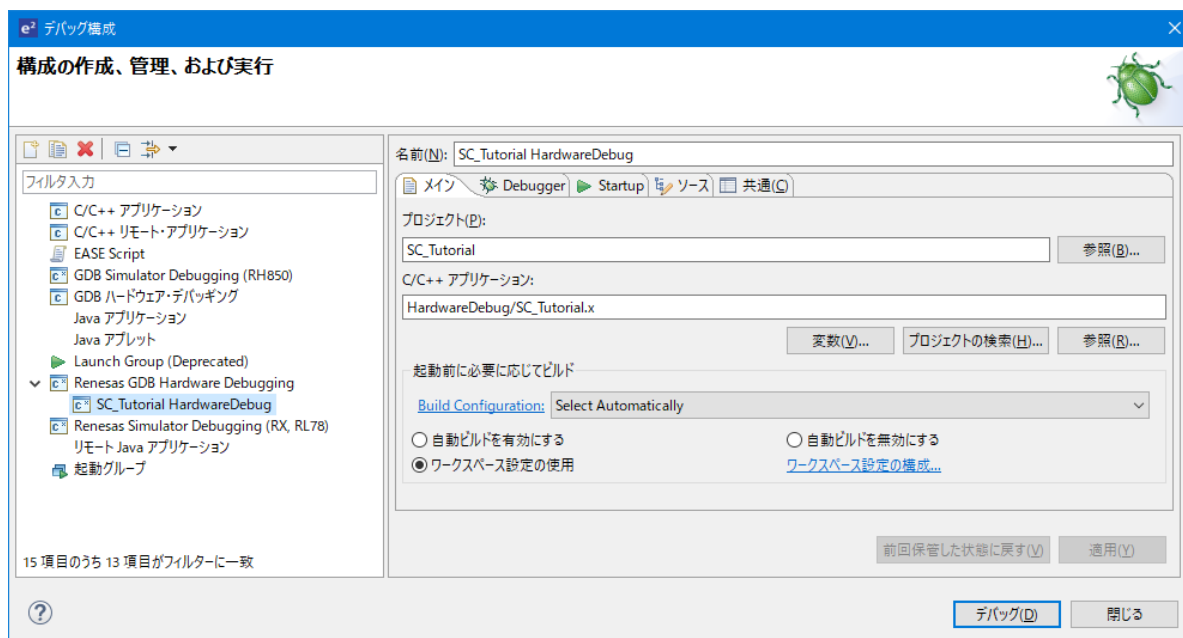 e² デバッグ構成
構成の作成、管理、および実行
フィルタ入力
C/C++ アプリケーション
C/C++ リモート・アプリケーション
EASE Script
GDB Simulator Debugging (RH850)
GDB ハードウェア・デバッギング
Java アプリケーション
Java アプレット
Launch Group (Deprecated)
Renesas GDB Hardware Debugging
SC_Tutorial HardwareDebug
Renesas Simulator Debugging (RX, RL78)
リモート Java アプリケーション
起動グループ
15 項目のうち 13 項目がフィルターに一致
名前(N): SC_Tutorial HardwareDebug
メイン Debugger Startup ソース 共通(C)
プロジェクト(P):
SC_Tutorial 参照(B)...
C/C++ アプリケーション:
HardwareDebug/SC_Tutorial.x
変数(V)... プロジェクトの検索(H)... 参照(R)...
起動前に必要に応じてビルド
Build Configuration: Select Automatically
自動ビルドを有効にする 自動ビルドを無効にする
ワークスペース設定の使用 ワークスペース設定の構成...
前回保管した状態に戻す(V) 適用(Y)
? デバッグ(D) 閉じる